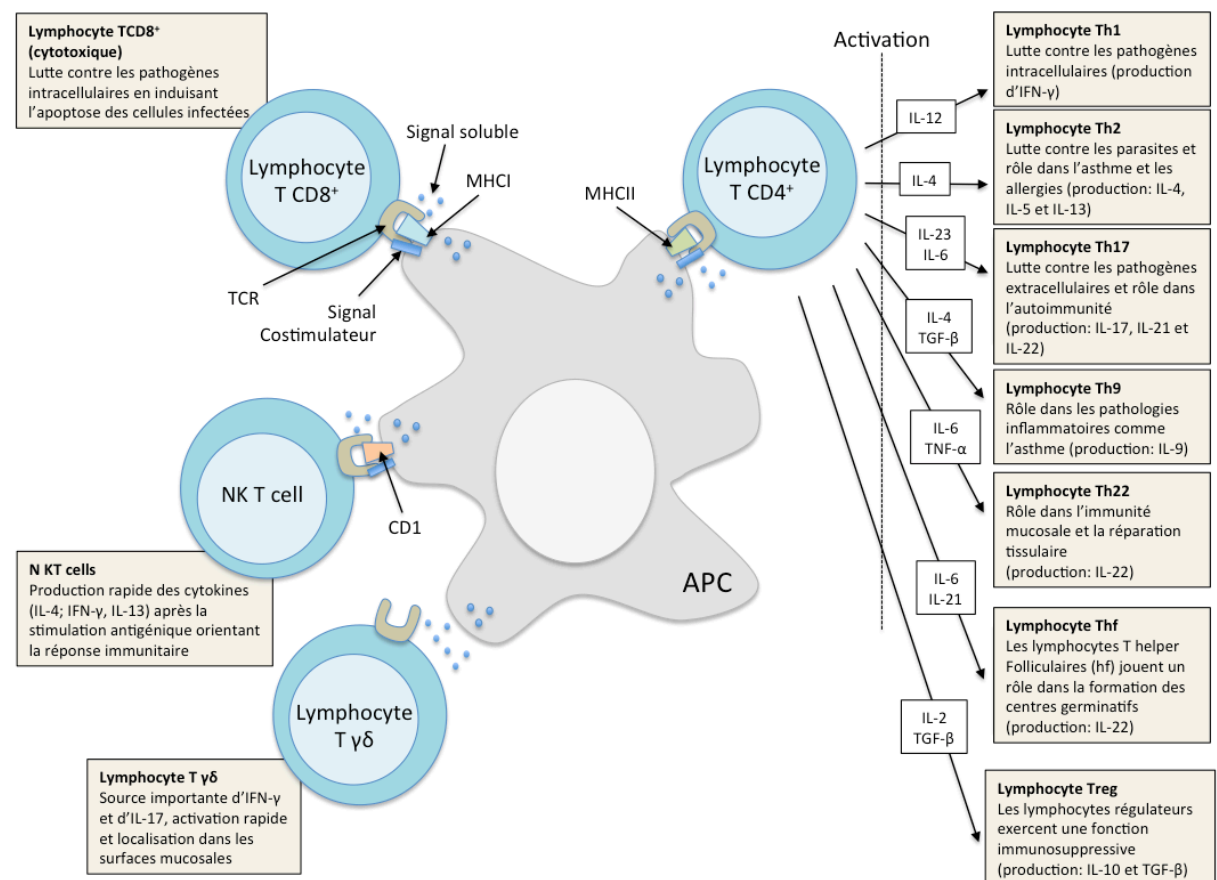 Lymphocyte TCD8⁺
(cytotoxique)
Lutte contre les pathogènes
intracellulaires en induisant
l'apoptose des cellules infectées
Lymphocyte
T CD8⁺
Signal soluble
MHCI
TCR
Signal
Costimulateur
MHCII
Lymphocyte
T CD4⁺
Activation
NK T cell
CD1
N KT cells
Production rapide des cytokines
(IL-4; IFN-γ, IL-13) après la
stimulation antigénique orientant
la réponse immunitaire
APC
Lymphocyte
T γδ
Lymphocyte T γδ
Source importante d'IFN-γ
et d'IL-17, activation rapide
et localisation dans les
surfaces mucosales
IL-12
IL-4
IL-23
IL-6
IL-4
TGF-β
IL-6
TNF-α
IL-6
IL-21
IL-2
TGF-β
Lymphocyte Th1
Lutte contre les pathogènes
intracellulaires (production
d'IFN-γ)
Lymphocyte Th2
Lutte contre les parasites et
rôle dans l'asthme et les
allergies (production: IL-4,
IL-5 et IL-13)
Lymphocyte Th17
Lutte contre les pathogènes
extracellulaires et rôle dans
l'autoimmunité
(production: IL-17, IL-21 et
IL-22)
Lymphocyte Th9
Rôle dans les pathologies
inflammatoires comme
l'asthme (production: IL-9)
Lymphocyte Th22
Rôle dans l'immunité
mucosale et la réparation
tissulaire
(production: IL-22)
Lymphocyte Thf
Les lymphocytes T helper
Folliculaires (hf) jouent un
rôle dans la formation des
centres germinatifs
(production: IL-22)
Lymphocyte Treg
Les lymphocytes régulateurs
exercent une fonction
immunosuppressive
(production: IL-10 et TGF-β)